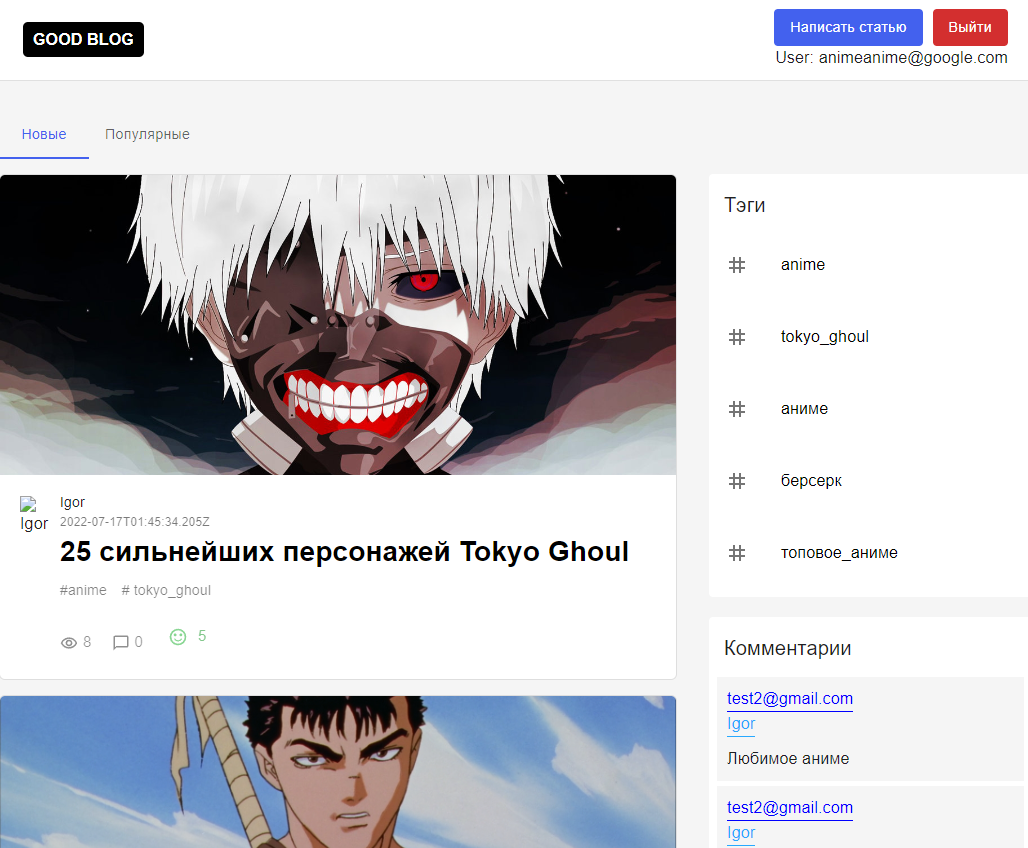 GOOD BLOG
Написать статью
Выйти
User: animeanime@google.com
Новые
Популярные
Igor
Igor
2022-07-17T01:45:34.205Z
25 сильнейших персонажей Tokyo Ghoul
#anime # tokyo_ghoul
8 0 5
Тэги
anime
tokyo_ghoul
аниме
берсерк
топовое_аниме
Комментарии
test2@gmail.com
Igor
Любимое аниме
test2@gmail.com
Igor